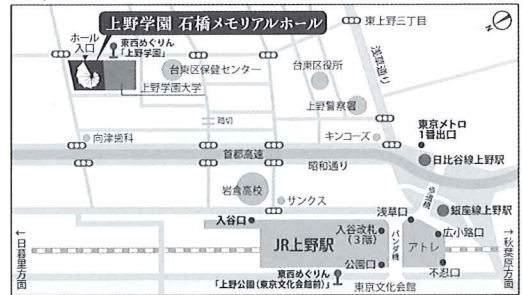 上野学園 石橋メモリアルホール
東上野三丁目
ホール
入口
東西めぐりん
「上野学園」
浅草通り
台東区保健センター
台東区役所
上野学園大学
上野警察署
踏切
東京メトロ
1番出口
向津歯科
キンコーズ
首都高速
日比谷線上野駅
昭和通り
歩道橋
岩倉高校
サンクス
浅草口
銀座線上野駅
入谷口
入谷改札
(3階)
パンダ橋
アトレ
広小路口
←日暮里方面
JR上野駅
→秋葉原方面
公園口
不忍口
東西めぐりん
「上野公園(東京文化会館前)」
東京文化会館